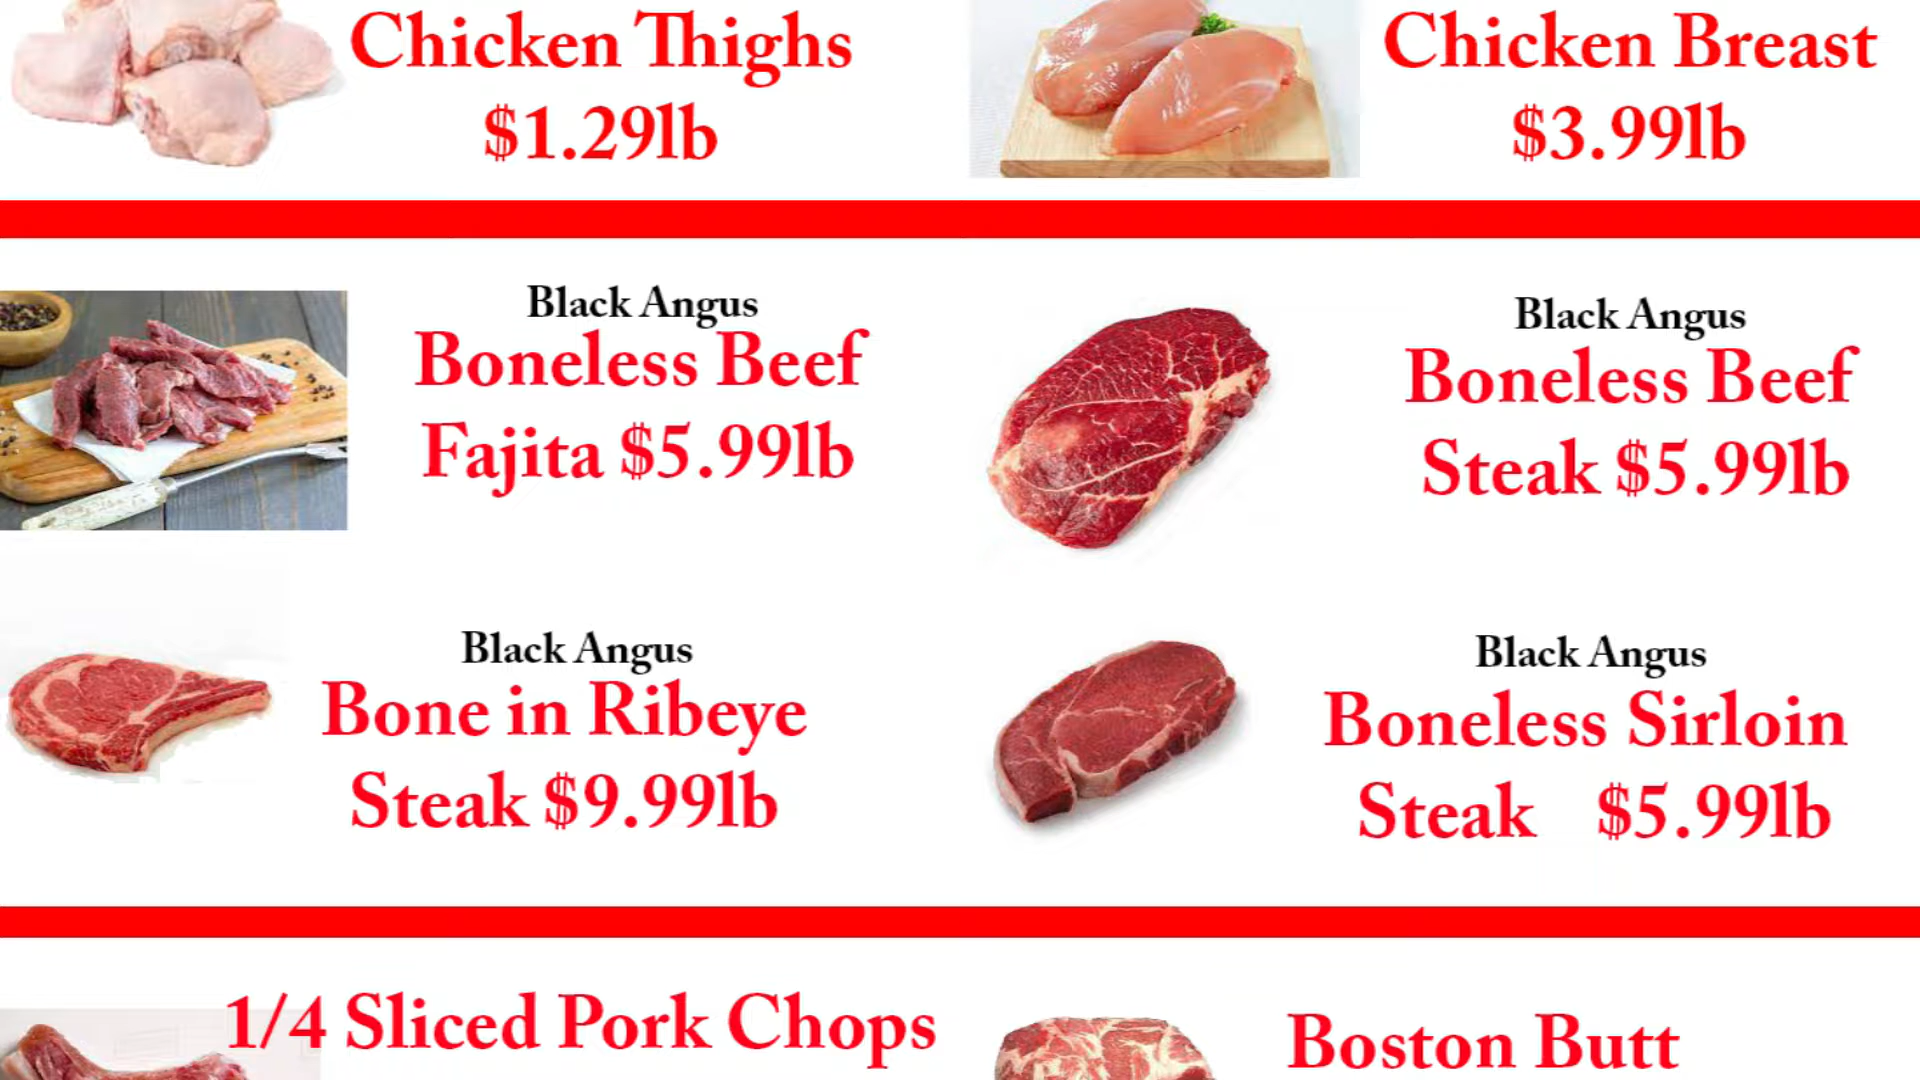 Chicken Thighs
$1.29lb
Chicken Breast
$3.99lb
Black Angus
Boneless Beef
Fajita $5.99lb
Black Angus
Boneless Beef
Steak $5.99lb
Black Angus
Bone in Ribeye
Steak $9.99lb
Black Angus
Boneless Sirloin
Steak $5.99lb
1/4 Sliced Pork Chops
Boston Butt